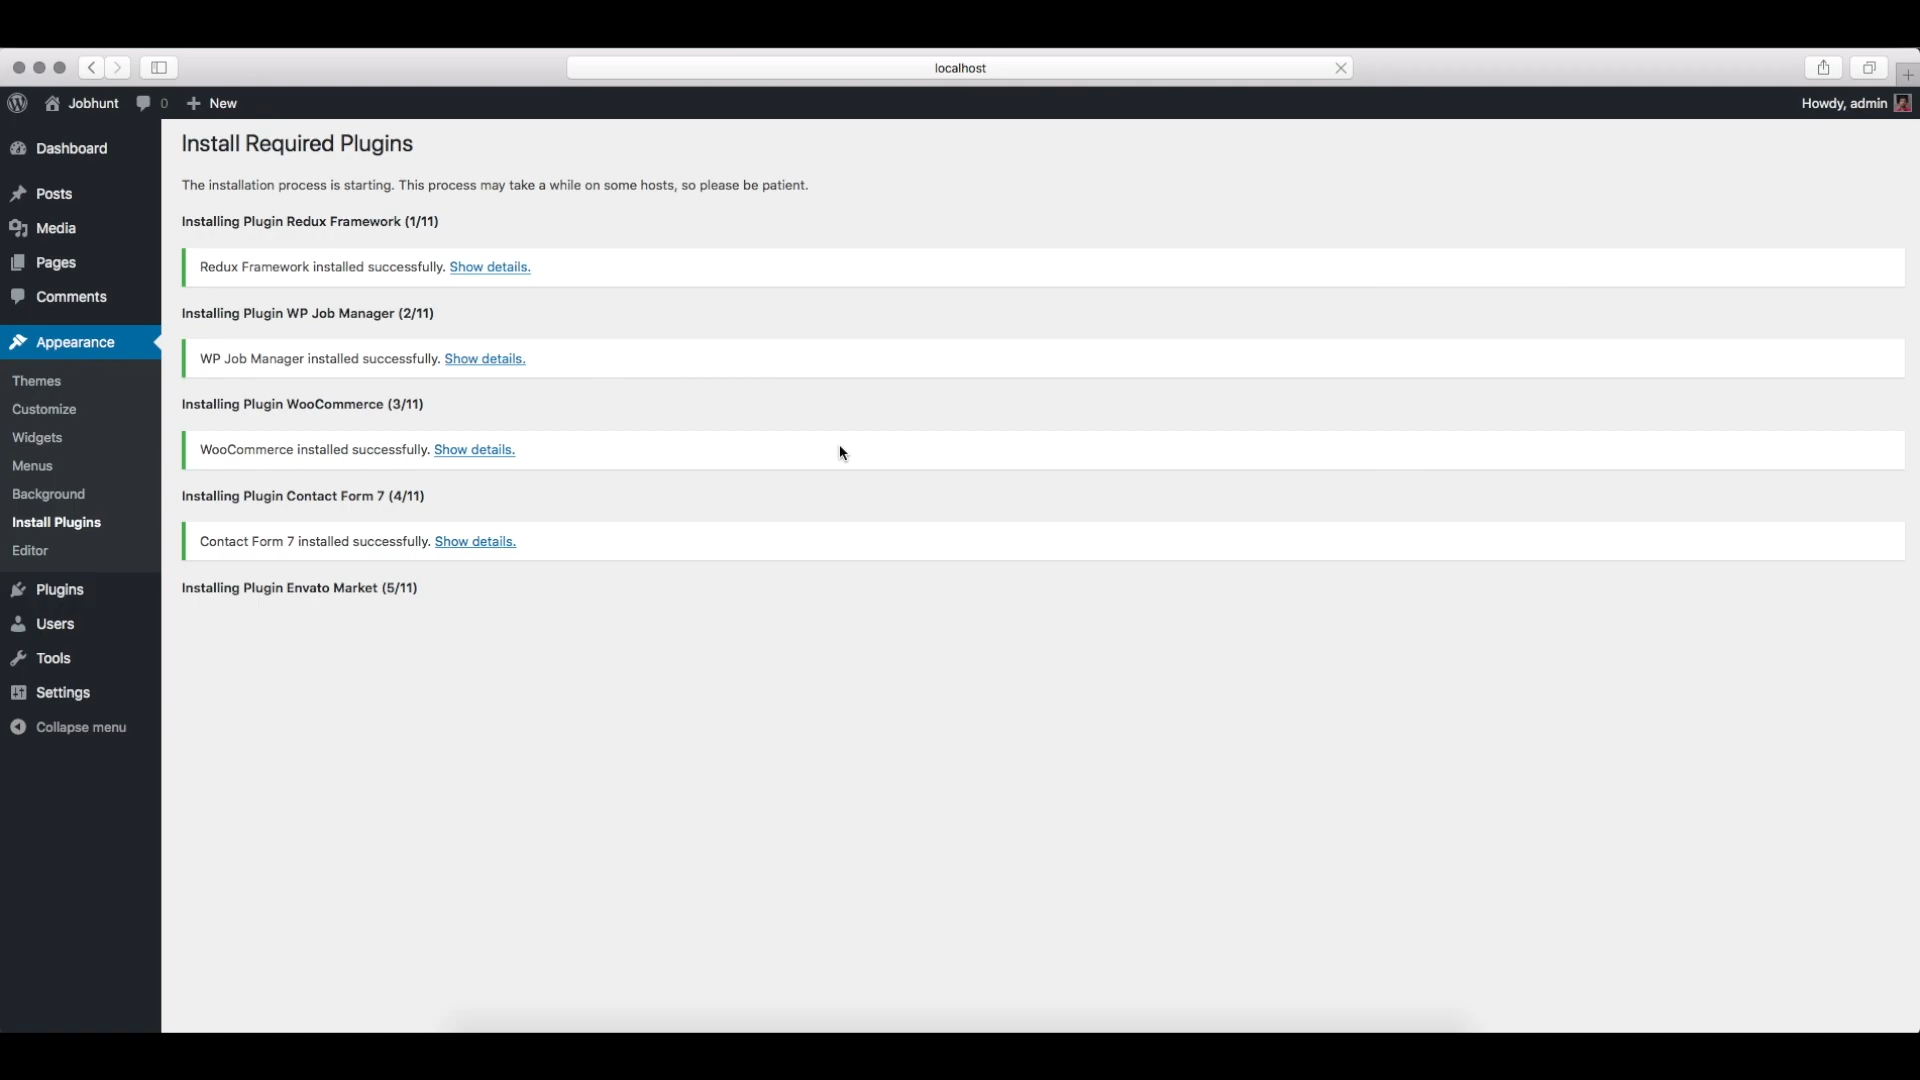 localhost
Jobhunt 0 New Howdy, admin
Dashboard
Posts
Media
Pages
Comments
Appearance
Themes
Customize
Widgets
Menus
Background
Install Plugins
Editor
Plugins
Users
Tools
Settings
Collapse menu
Install Required Plugins
The installation process is starting. This process may take a while on some hosts, so please be patient.
Installing Plugin Redux Framework (1/11)
Redux Framework installed successfully. Show details.
Installing Plugin WP Job Manager (2/11)
WP Job Manager installed successfully. Show details.
Installing Plugin WooCommerce (3/11)
WooCommerce installed successfully. Show details.
Installing Plugin Contact Form 7 (4/11)
Contact Form 7 installed successfully. Show details.
Installing Plugin Envato Market (5/11)